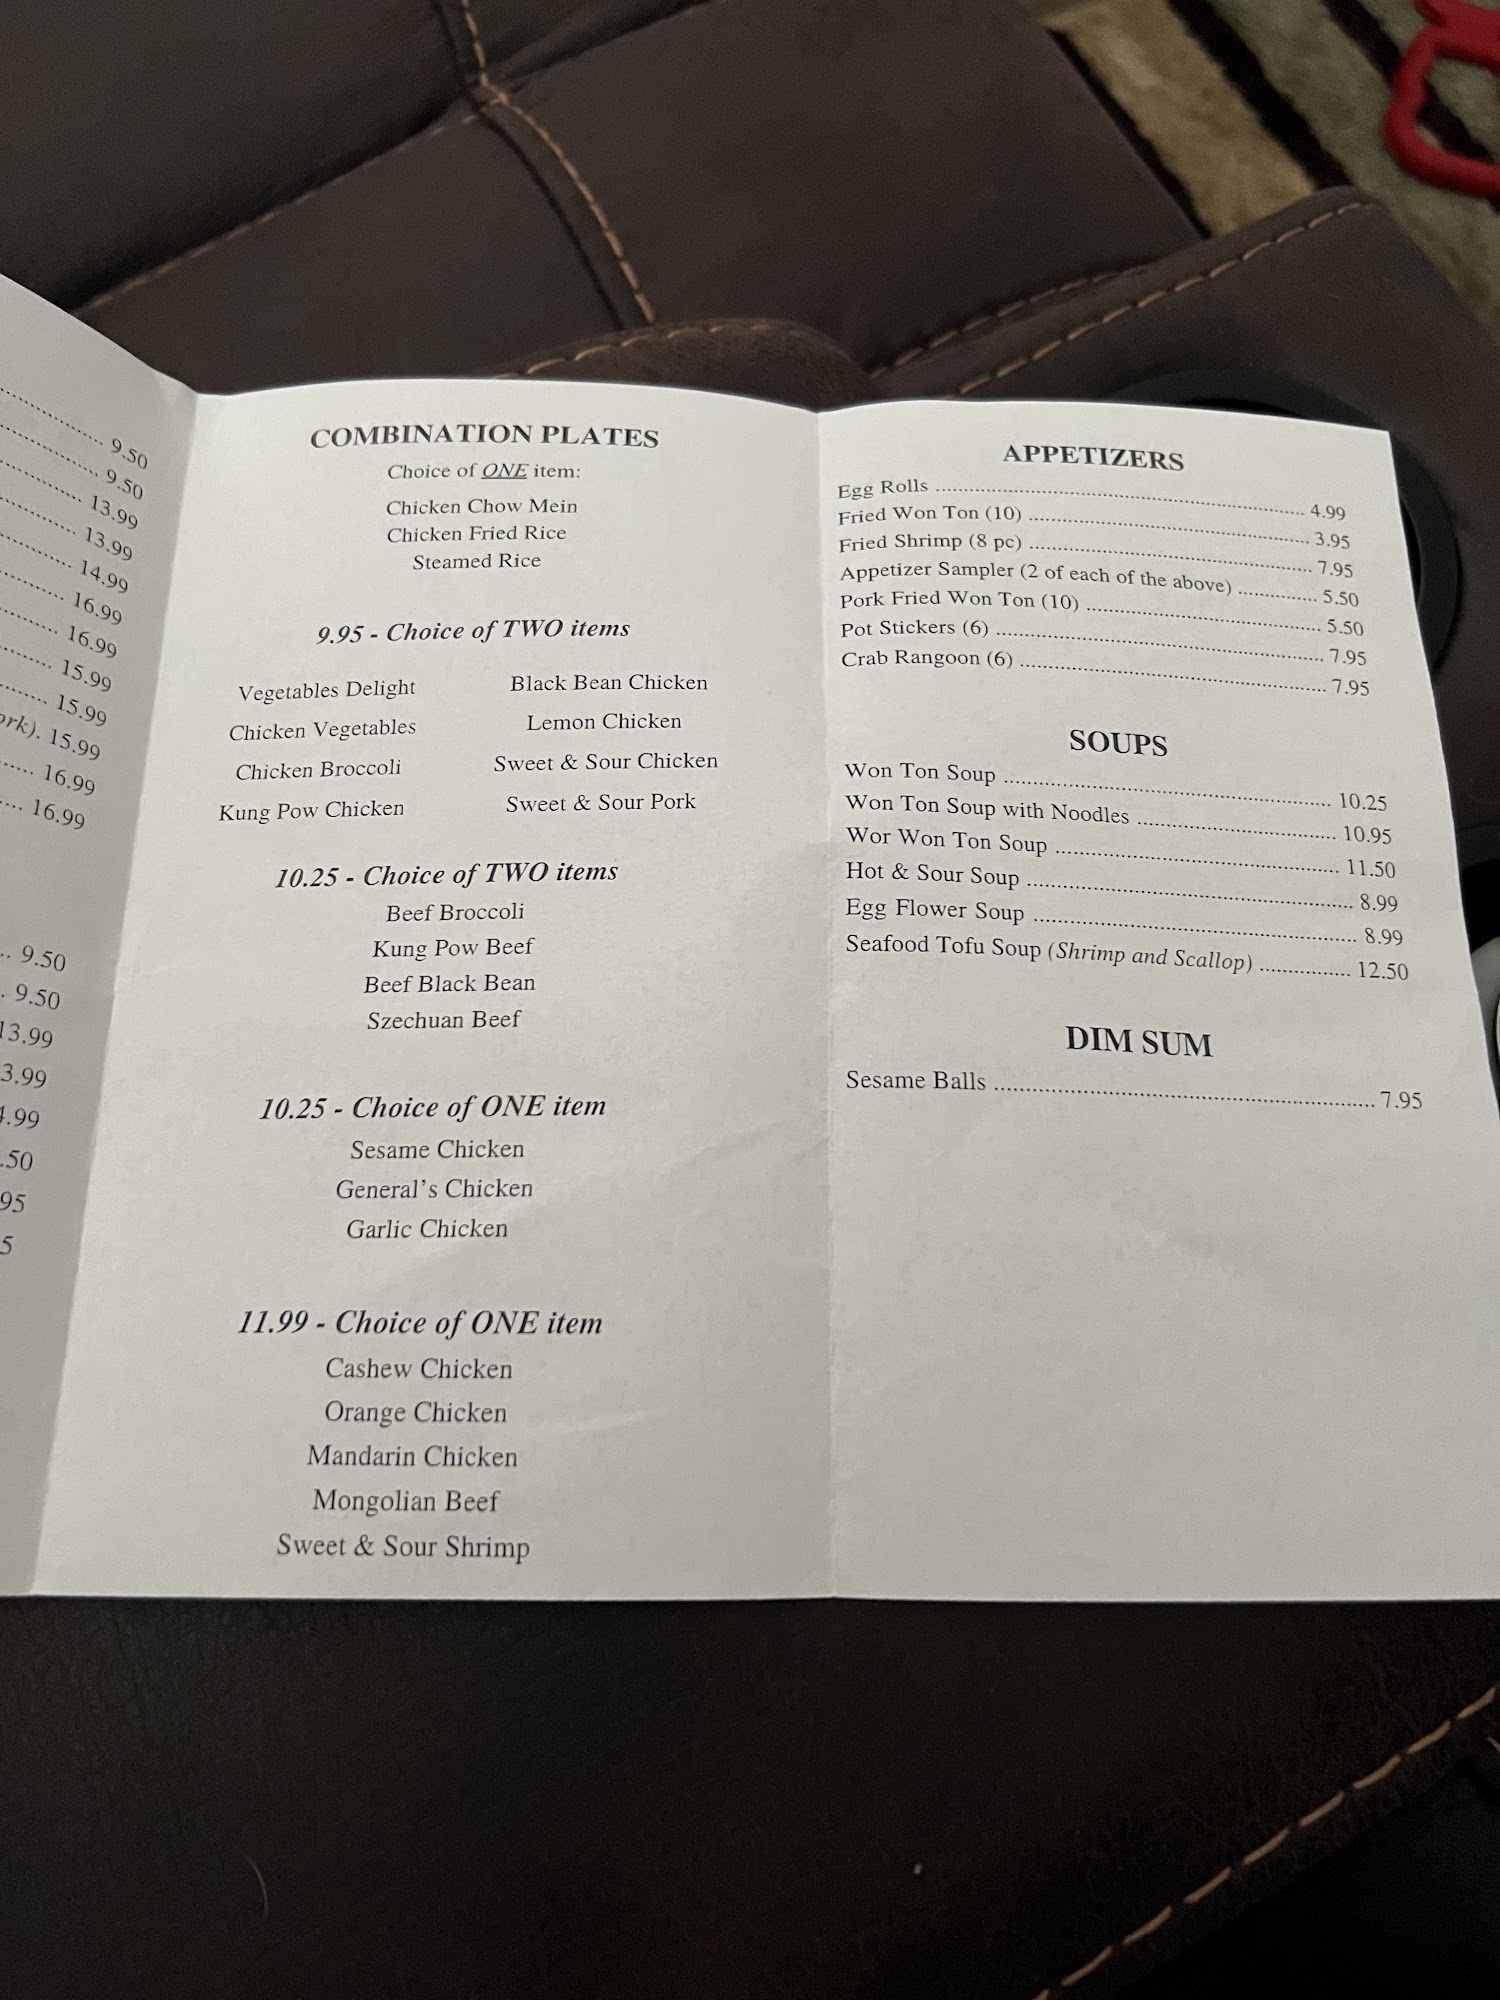 9.50
9.50
13.99
13.99
14.99
16.99
16.99
15.99
15.99
15.99
16.99
16.99
9.50
9.50
13.99
3.99
.99
.50
95
5
COMBINATION PLATES
Choice of ONE item:
Chicken Chow Mein
Chicken Fried Rice
Steamed Rice
9.95 - Choice of TWO items
Vegetables Delight Black Bean Chicken
Chicken Vegetables Lemon Chicken
Chicken Broccoli Sweet & Sour Chicken
Kung Pow Chicken Sweet & Sour Pork
10.25 - Choice of TWO items
Beef Broccoli
Kung Pow Beef
Beef Black Bean
Szechuan Beef
10.25 - Choice of ONE item
Sesame Chicken
General's Chicken
Garlic Chicken
11.99 - Choice of ONE item
Cashew Chicken
Orange Chicken
Mandarin Chicken
Mongolian Beef
Sweet & Sour Shrimp
APPETIZERS
Egg Rolls 4.99
Fried Won Ton (10) 3.95
Fried Shrimp (8 pc) 7.95
Appetizer Sampler (2 of each of the above) 5.50
Pork Fried Won Ton (10) 5.50
Pot Stickers (6) 7.95
Crab Rangoon (6) 7.95
SOUPS
Won Ton Soup 10.25
Won Ton Soup with Noodles 10.95
Wor Won Ton Soup 11.50
Hot & Sour Soup 8.99
Egg Flower Soup 8.99
Seafood Tofu Soup (Shrimp and Scallop) 12.50
DIM SUM
Sesame Balls 7.95